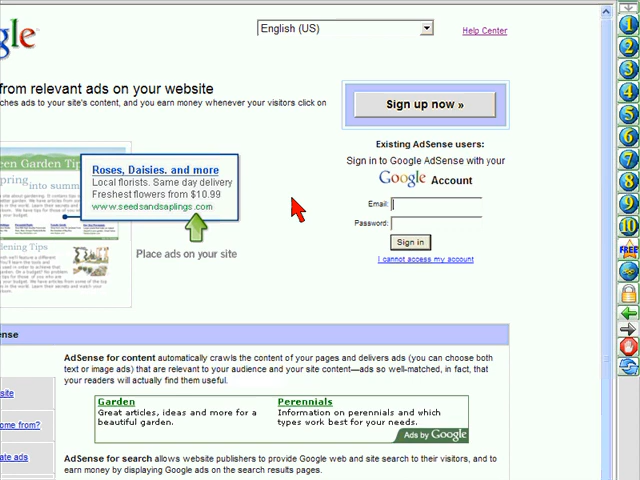 gle
English (US)
Help Center
from relevant ads on your website
ches ads to your site's content, and you earn money whenever your visitors click on
Sign up now »
Existing AdSense users:
Sign in to Google AdSense with your
Google Account
Email:
Password:
Sign in
I cannot access my account
een Garden Tips
pring
into summ
Roses, Daisies. and more
Local florists. Same day delivery
Freshest flowers from $10.99
www.seedsandsaplings.com
dening Tips
Place ads on your site
nse
AdSense for content automatically crawls the content of your pages and delivers ads (you can choose both
text or image ads) that are relevant to your audience and your site content—ads so well-matched, in fact, that
your readers will actually find them useful.
site
ome from?
ate ads
Garden
Great articles, ideas and more for a
beautiful garden.
Perennials
Information on perennials and which
types work best for your needs.
Ads by Google
AdSense for search allows website publishers to provide Google web and site search to their visitors, and to
earn money by displaying Google ads on the search results pages.
1
2
3
4
5
6
7
8
9
10
FREE